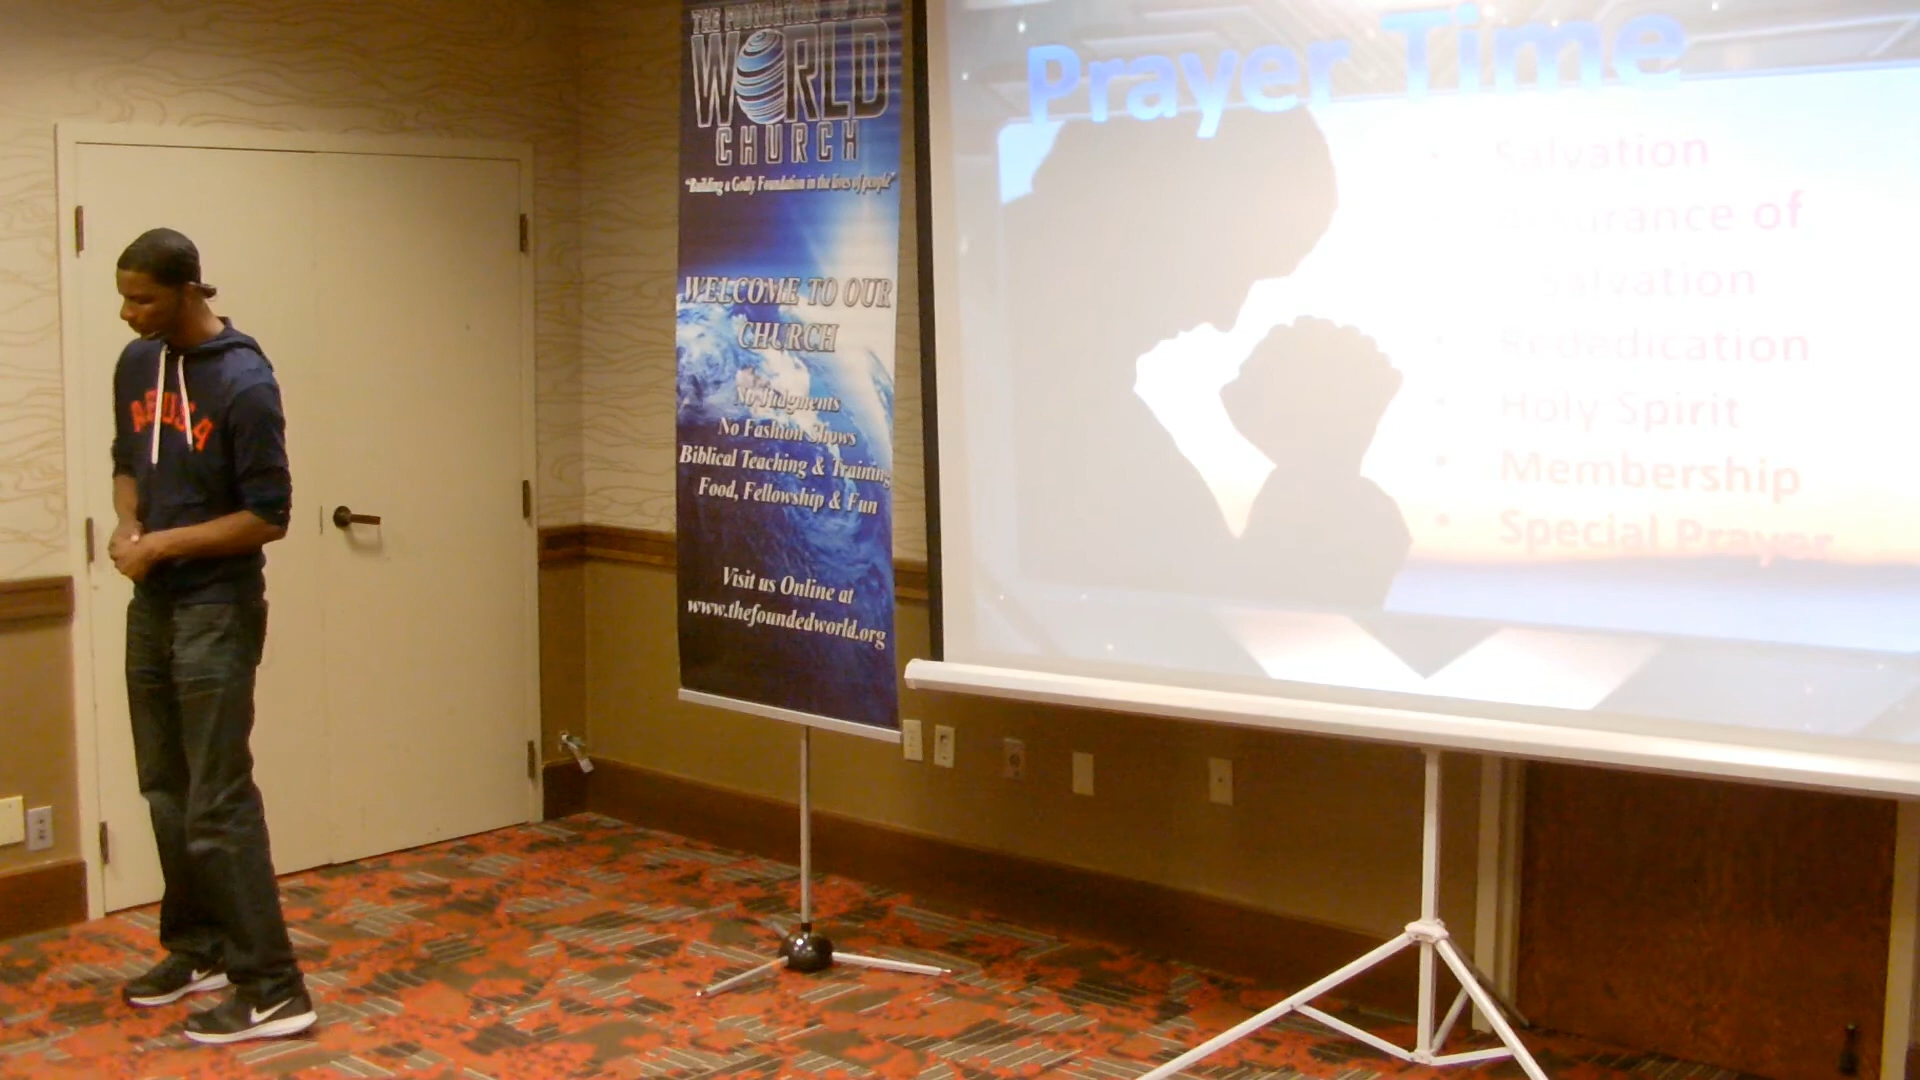 THE FOUNDATION OF THE
WORLD
CHURCH
"Building a Godly Foundation in the lives of people"
WELCOME TO OUR
CHURCH
No Judgments
No Fashion Shows
Biblical Teaching & Training
Food, Fellowship & Fun
Visit us Online at
www.thefoundedworld.org
Prayer Time
• Salvation
• Assurance of
Salvation
• Rededication
• Holy Spirit
• Membership
• Special Prayer